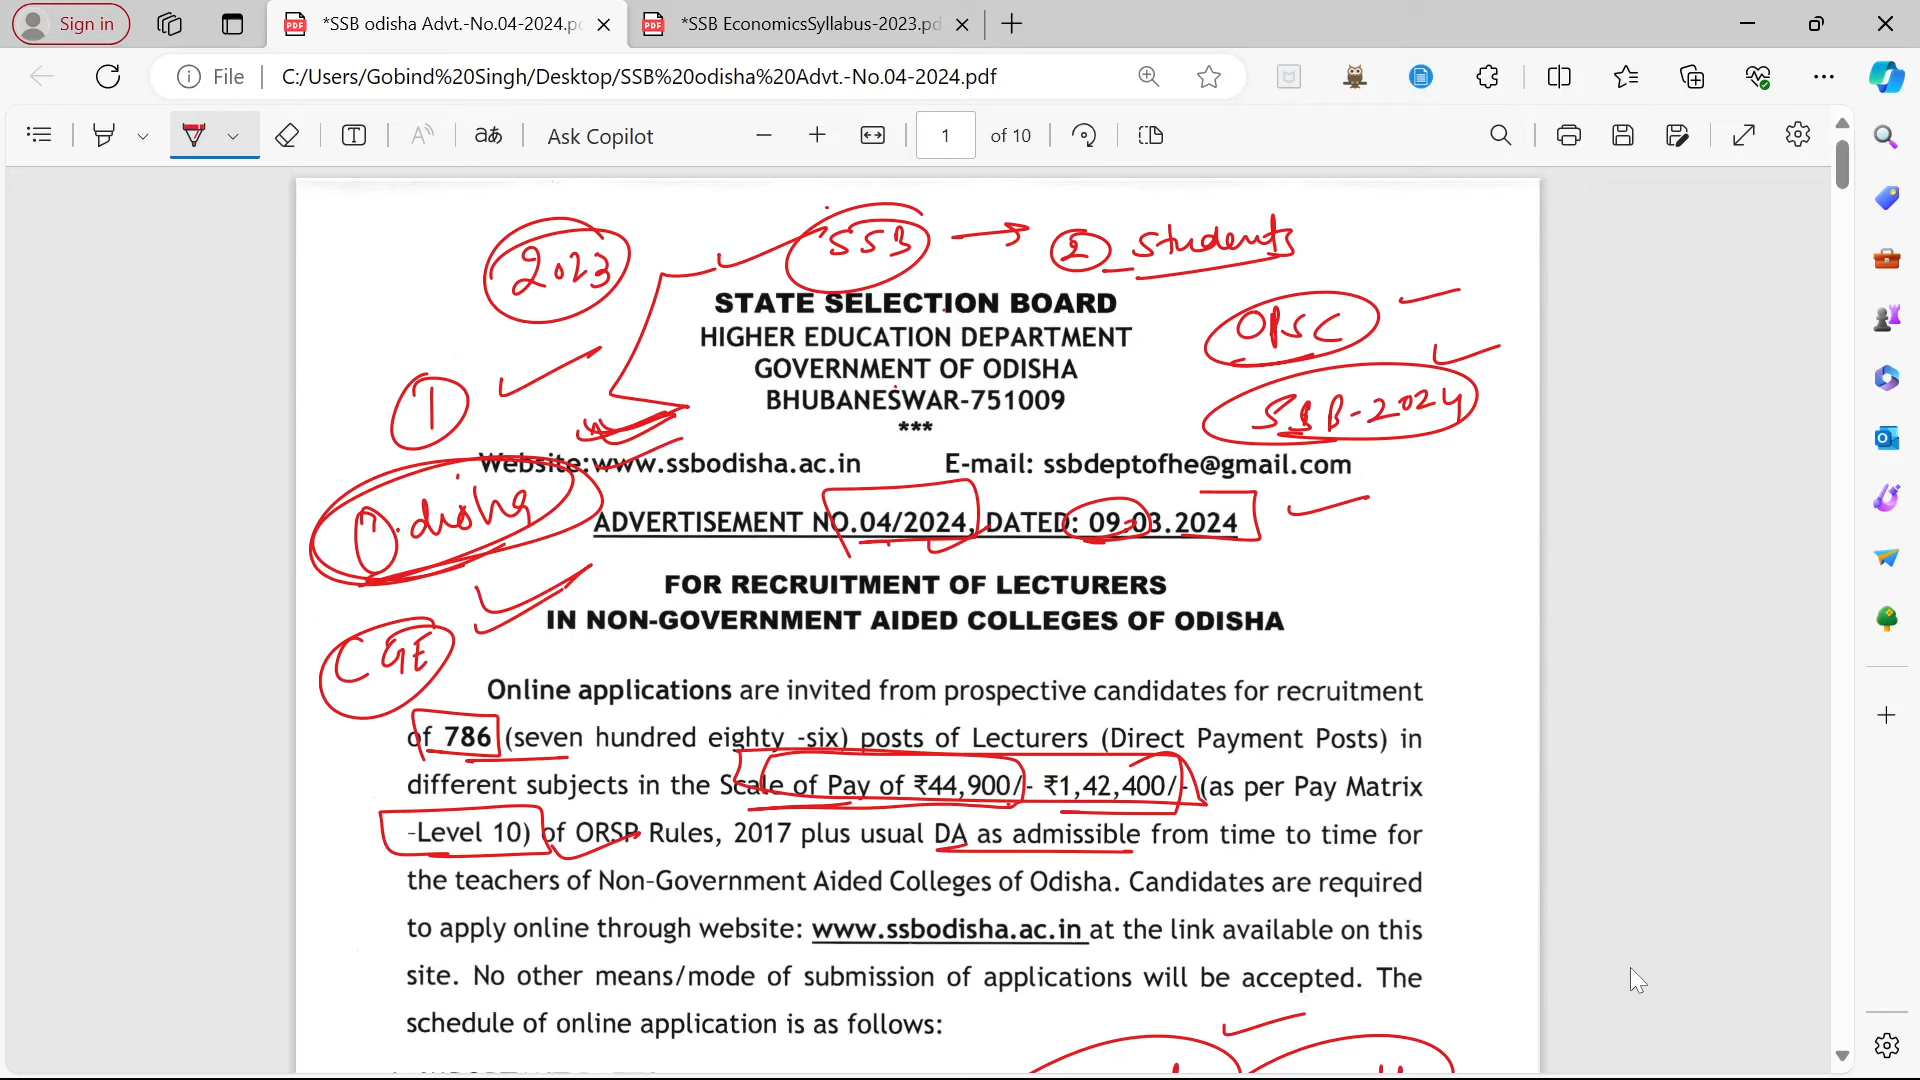 Sign in
*SSB odisha Advt.-No.04-2024.pd
*SSB EconomicsSyllabus-2023.pd
File
C:/Users/Gobind%20Singh/Desktop/SSB%20odisha%20Advt.-No.04-2024.pdf
aあ
Ask Copilot
1
of 10
2023
SSB
2 Students
STATE SELECTION BOARD
HIGHER EDUCATION DEPARTMENT
OPSC
GOVERNMENT OF ODISHA
BHUBANESWAR-751009
SSB-2024
1
***
Website:www.ssbodisha.ac.in E-mail: ssbdeptofhe@gmail.com
Odisha
ADVERTISEMENT NO.04/2024, DATED: 09.03.2024
FOR RECRUITMENT OF LECTURERS
IN NON-GOVERNMENT AIDED COLLEGES OF ODISHA
CGE
Online applications are invited from prospective candidates for recruitment
of 786 (seven hundred eighty -six) posts of Lecturers (Direct Payment Posts) in
different subjects in the Scale of Pay of ₹44,900/- ₹1,42,400/- (as per Pay Matrix
-Level 10) of ORSP Rules, 2017 plus usual DA as admissible from time to time for
the teachers of Non-Government Aided Colleges of Odisha. Candidates are required
to apply online through website: www.ssbodisha.ac.in at the link available on this
site. No other means/mode of submission of applications will be accepted. The
schedule of online application is as follows: